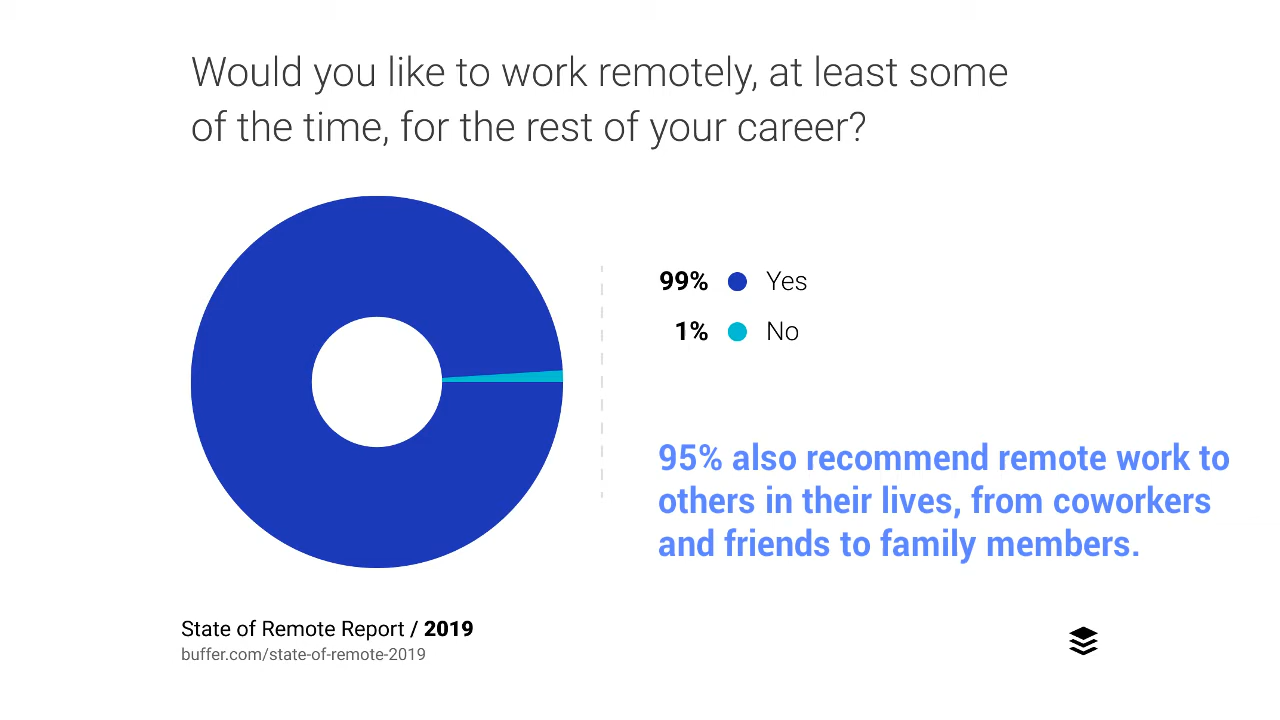 Would you like to work remotely, at least some
of the time, for the rest of your career?
99% Yes
1% No
95% also recommend remote work to
others in their lives, from coworkers
and friends to family members.
State of Remote Report / 2019
buffer.com/state-of-remote-2019